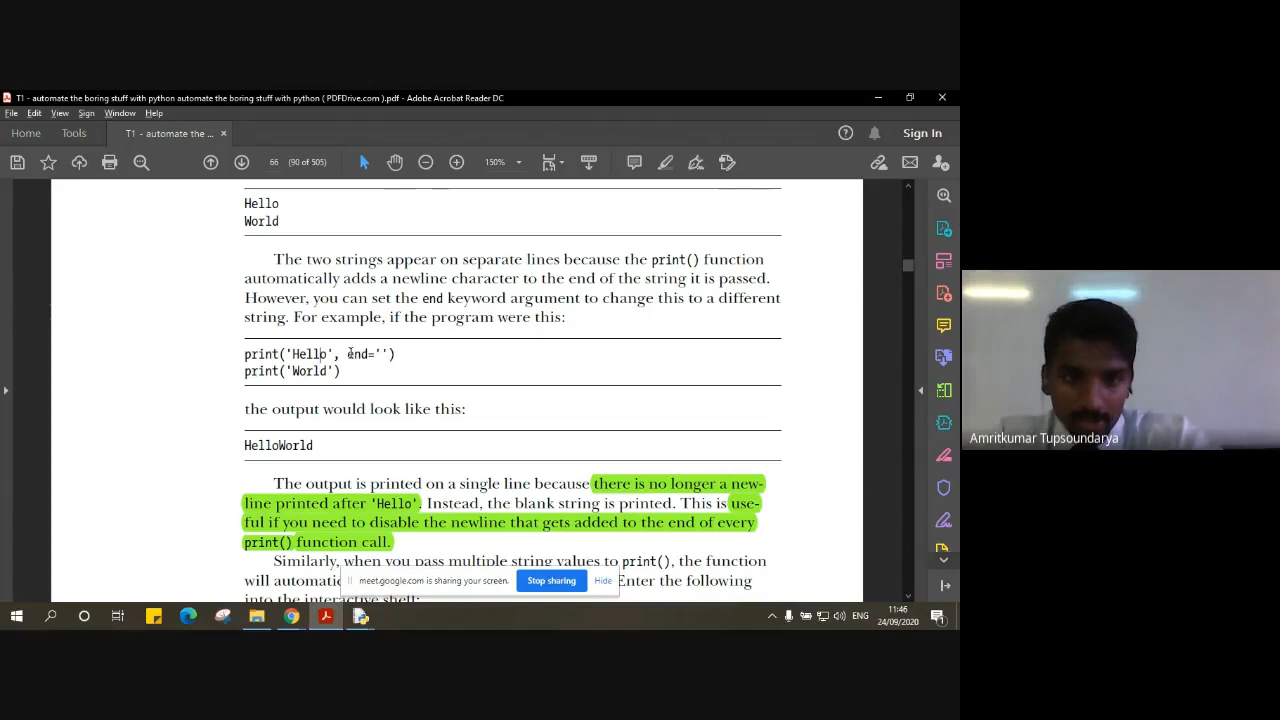 T1 - automate the boring stuff with python automate the boring stuff with python ( PDFDrive.com ).pdf - Adobe Acrobat Reader DC
File Edit View Sign Window Help
Home Tools T1 - automate the ... × Sign In
66 (90 of 505) 150%
Hello
World
The two strings appear on separate lines because the print() function
automatically adds a newline character to the end of the string it is passed.
However, you can set the end keyword argument to change this to a different
string. For example, if the program were this:
print('Hello', end='')
print('World')
the output would look like this:
HelloWorld
The output is printed on a single line because there is no longer a new-
line printed after 'Hello'. Instead, the blank string is printed. This is use-
ful if you need to disable the newline that gets added to the end of every
print() function call.
Similarly, when you pass multiple string values to print(), the function
will automati Enter the following
into the interactive shell:
meet.google.com is sharing your screen. Stop sharing Hide
ENG
11:46
24/09/2020
1
Amritkumar Tupsoundarya